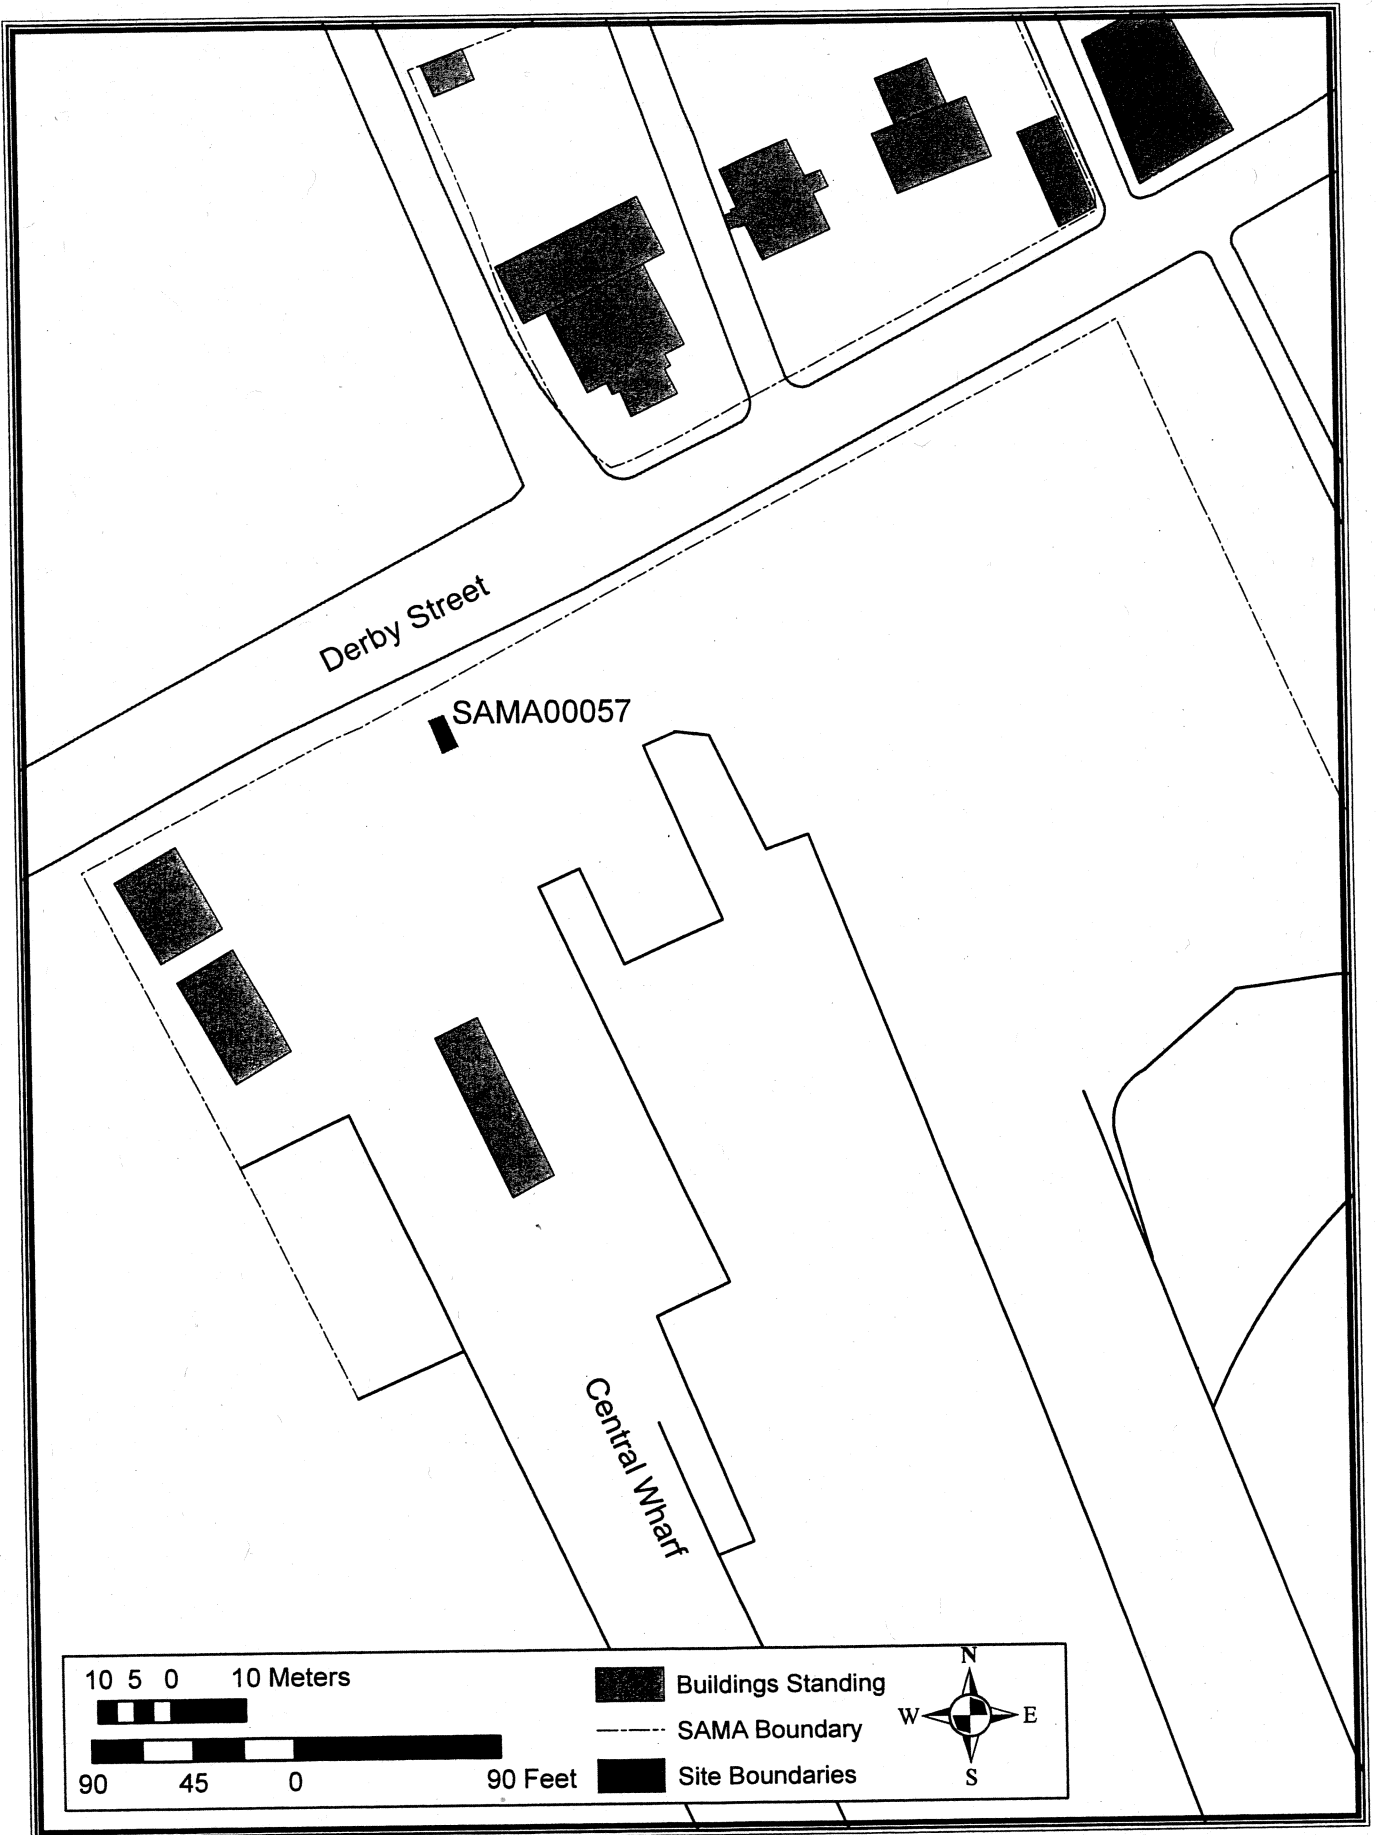 Derby Street
SAMA00057
Central Wharf
10 5 0 10 Meters
90 45 0 90 Feet
Buildings Standing
SAMA Boundary
Site Boundaries
N
W E
S